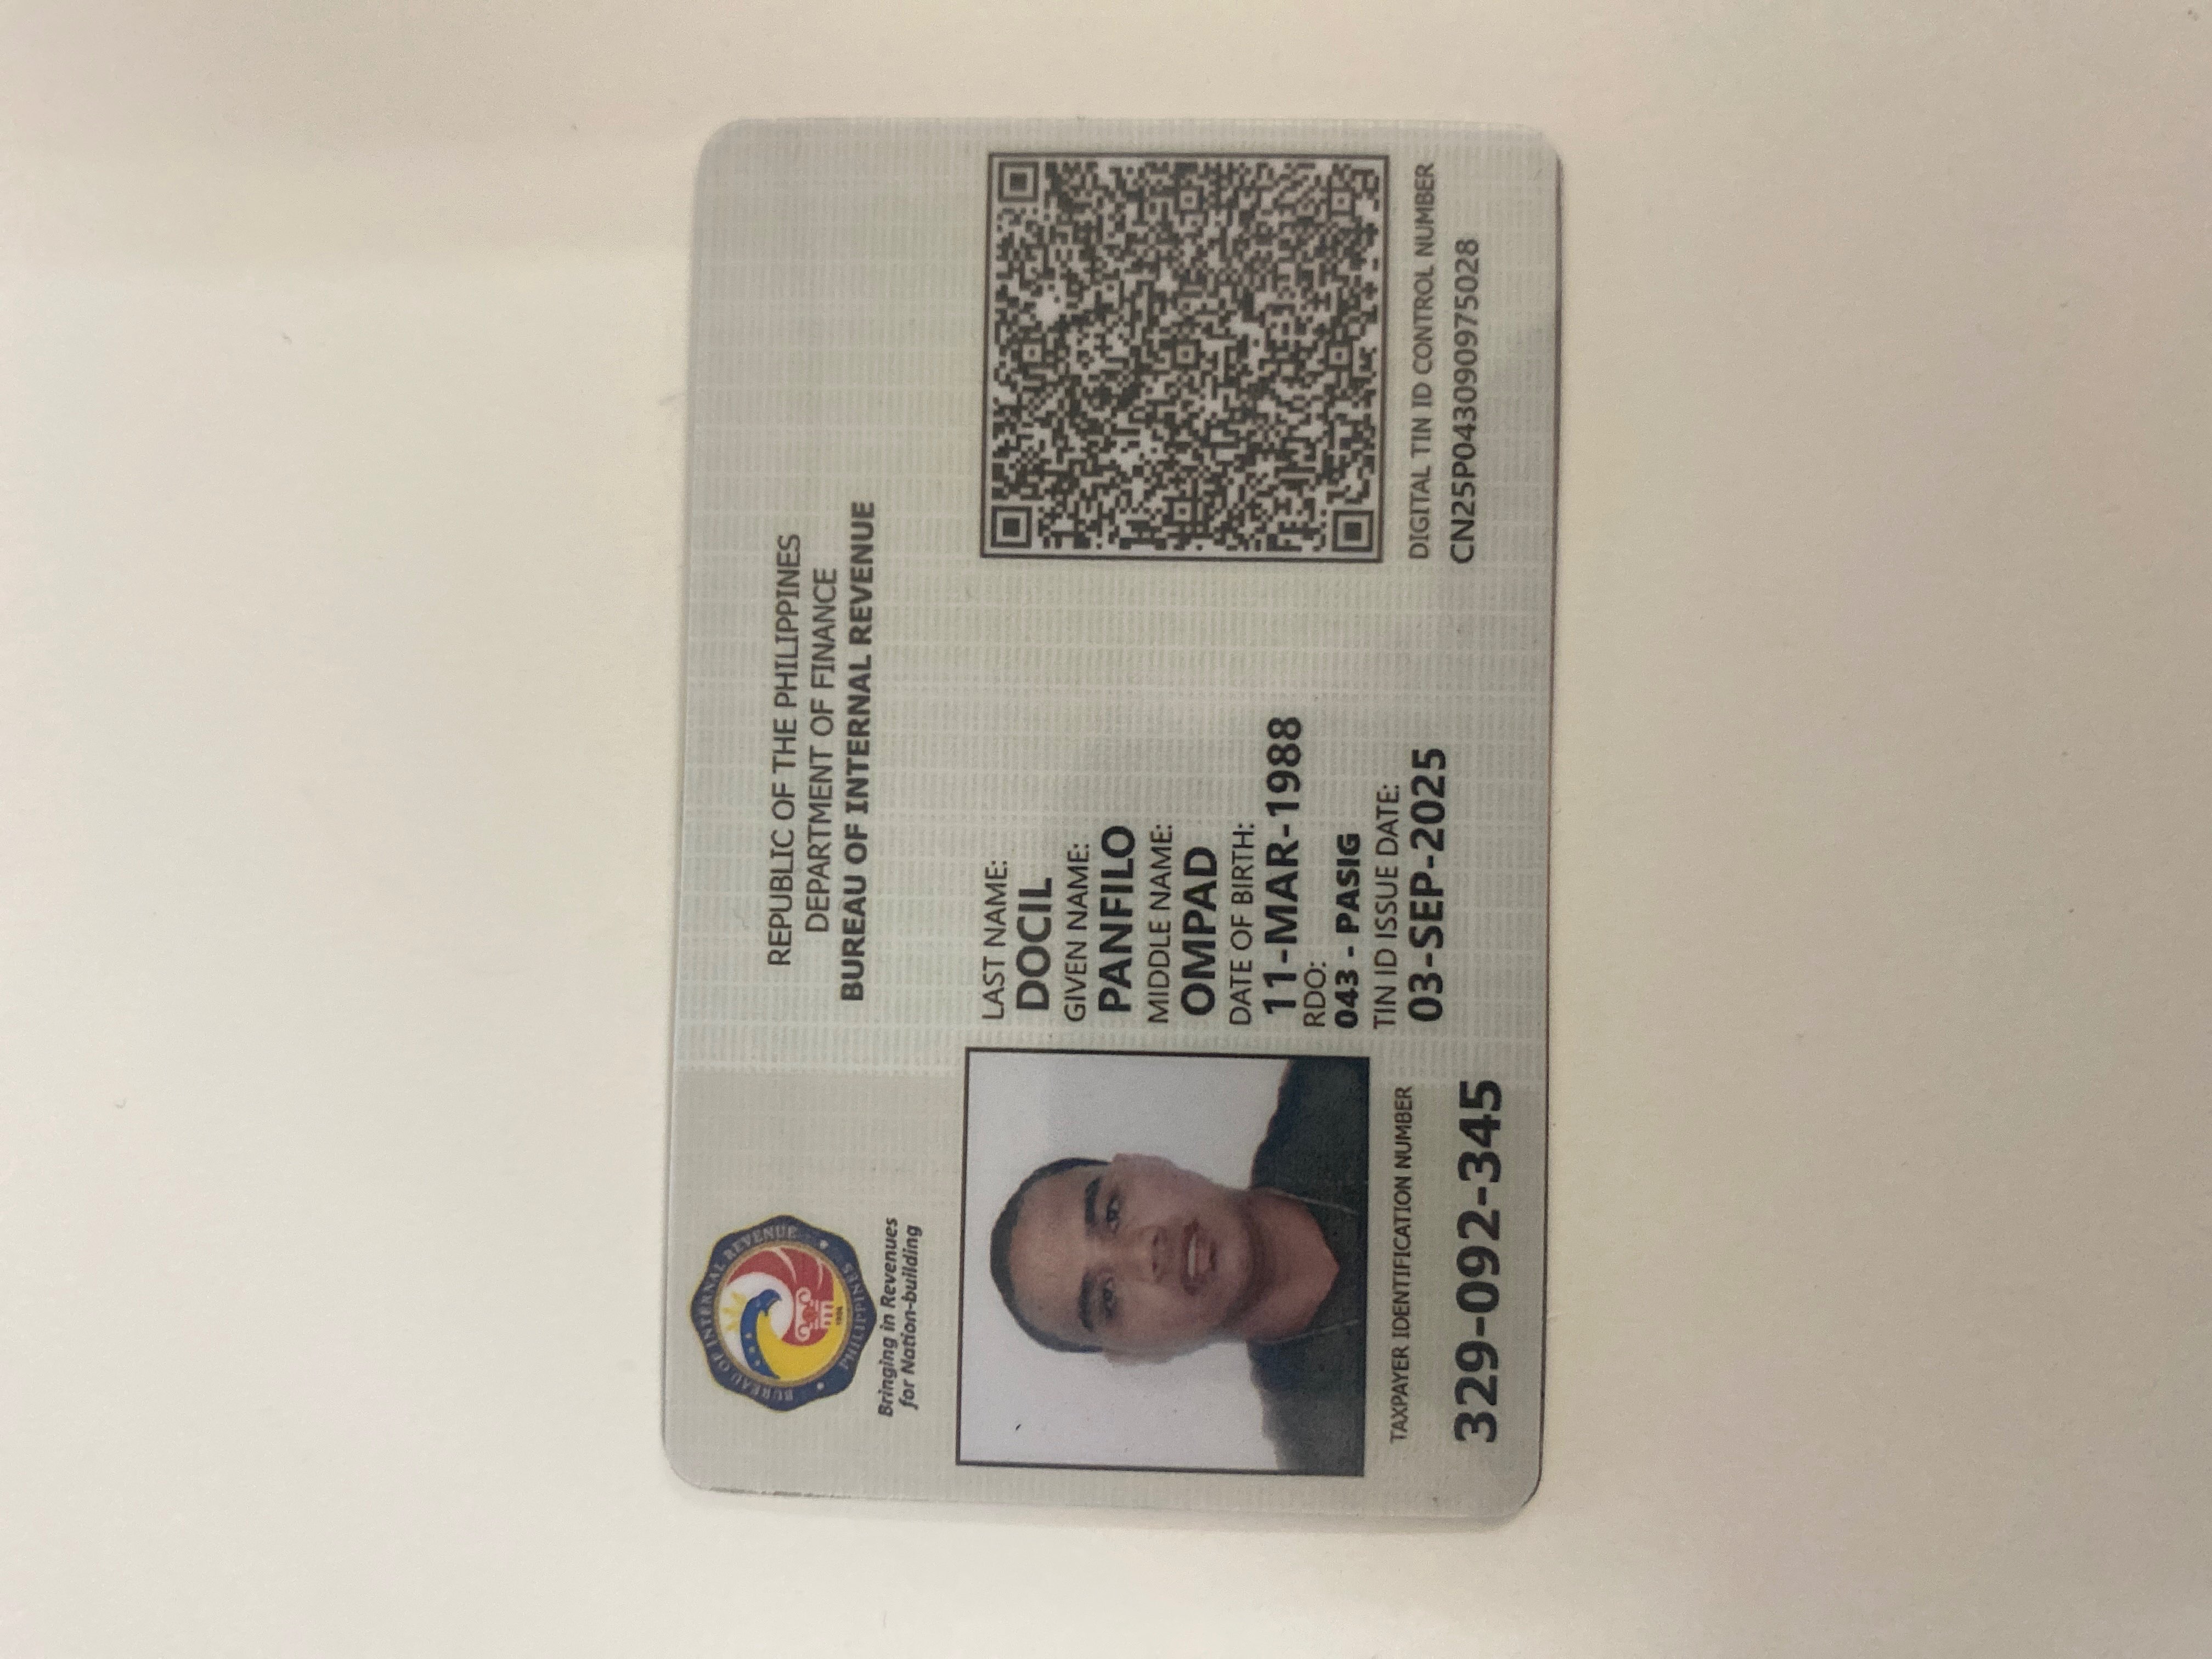 REPUBLIC OF THE PHILIPPINES
DEPARTMENT OF FINANCE
BUREAU OF INTERNAL REVENUE
BUREAU OF INTERNAL REVENUE
PHILIPPINES
1904
Bringing in Revenues
for Nation-building
LAST NAME:
DOCIL
GIVEN NAME:
PANFILO
MIDDLE NAME:
OMPAD
DATE OF BIRTH:
11-MAR-1988
RDO:
043 - PASIG
TIN ID ISSUE DATE:
03-SEP-2025
TAXPAYER IDENTIFICATION NUMBER
329-092-345
DIGITAL TIN ID CONTROL NUMBER
CN25P04309090975028